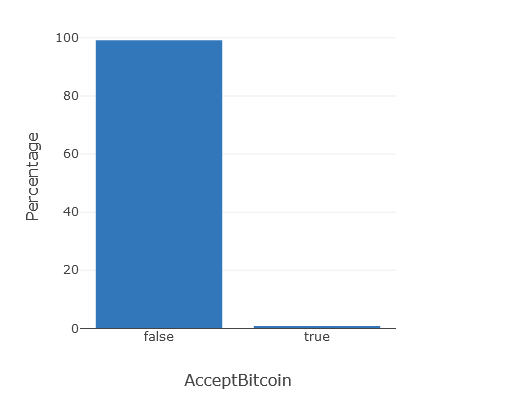 100
80
60
40
20
0
Percentage
false
true
AcceptBitcoin